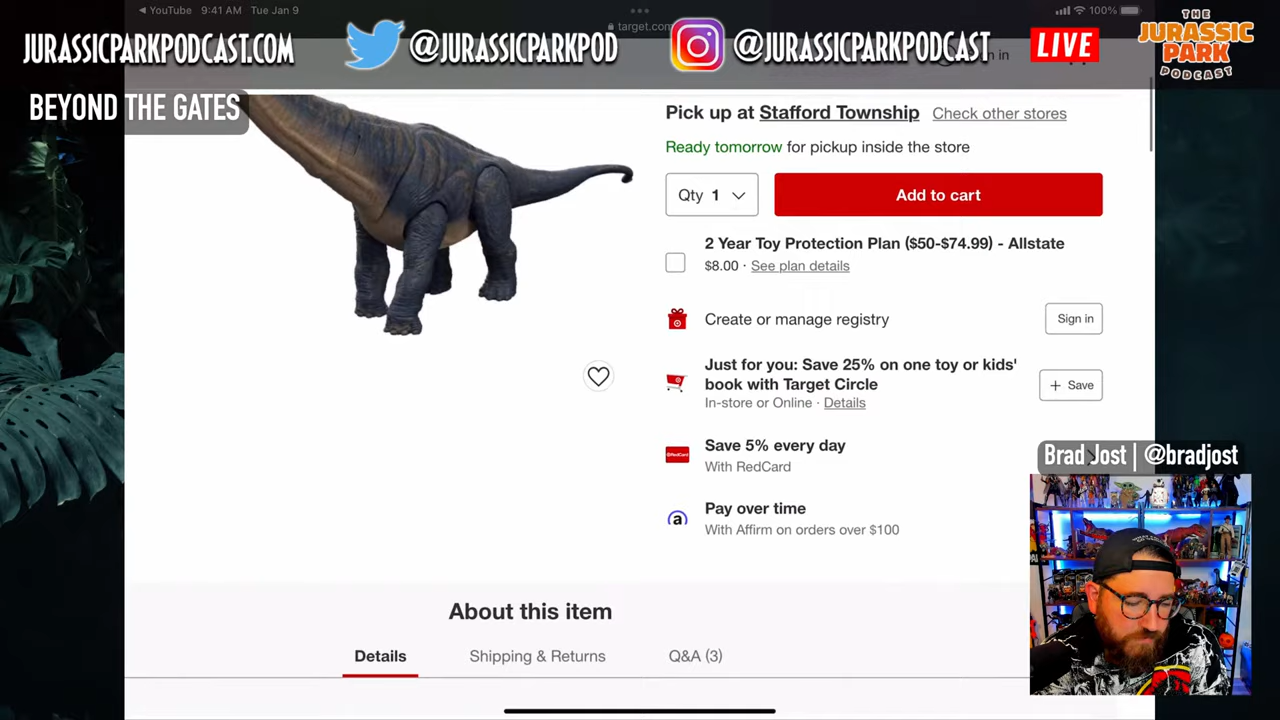 YouTube 9:41 AM Tue Jan 9
100%
target.com
JURASSICPARKPODCAST.COM
@JURASSICPARKPOD
@JURASSICPARKPODCAST
LIVE
THE
JURASSIC
PARK
PODCAST
in
BEYOND THE GATES
Pick up at Stafford Township Check other stores
Ready tomorrow for pickup inside the store
Qty 1
Add to cart
2 Year Toy Protection Plan ($50-$74.99) - Allstate
$8.00 · See plan details
Create or manage registry
Sign in
Just for you: Save 25% on one toy or kids'
book with Target Circle
In-store or Online · Details
+ Save
Save 5% every day
With RedCard
Pay over time
With Affirm on orders over $100
Brad Jost | @bradjost
About this item
Details
Shipping & Returns
Q&A (3)